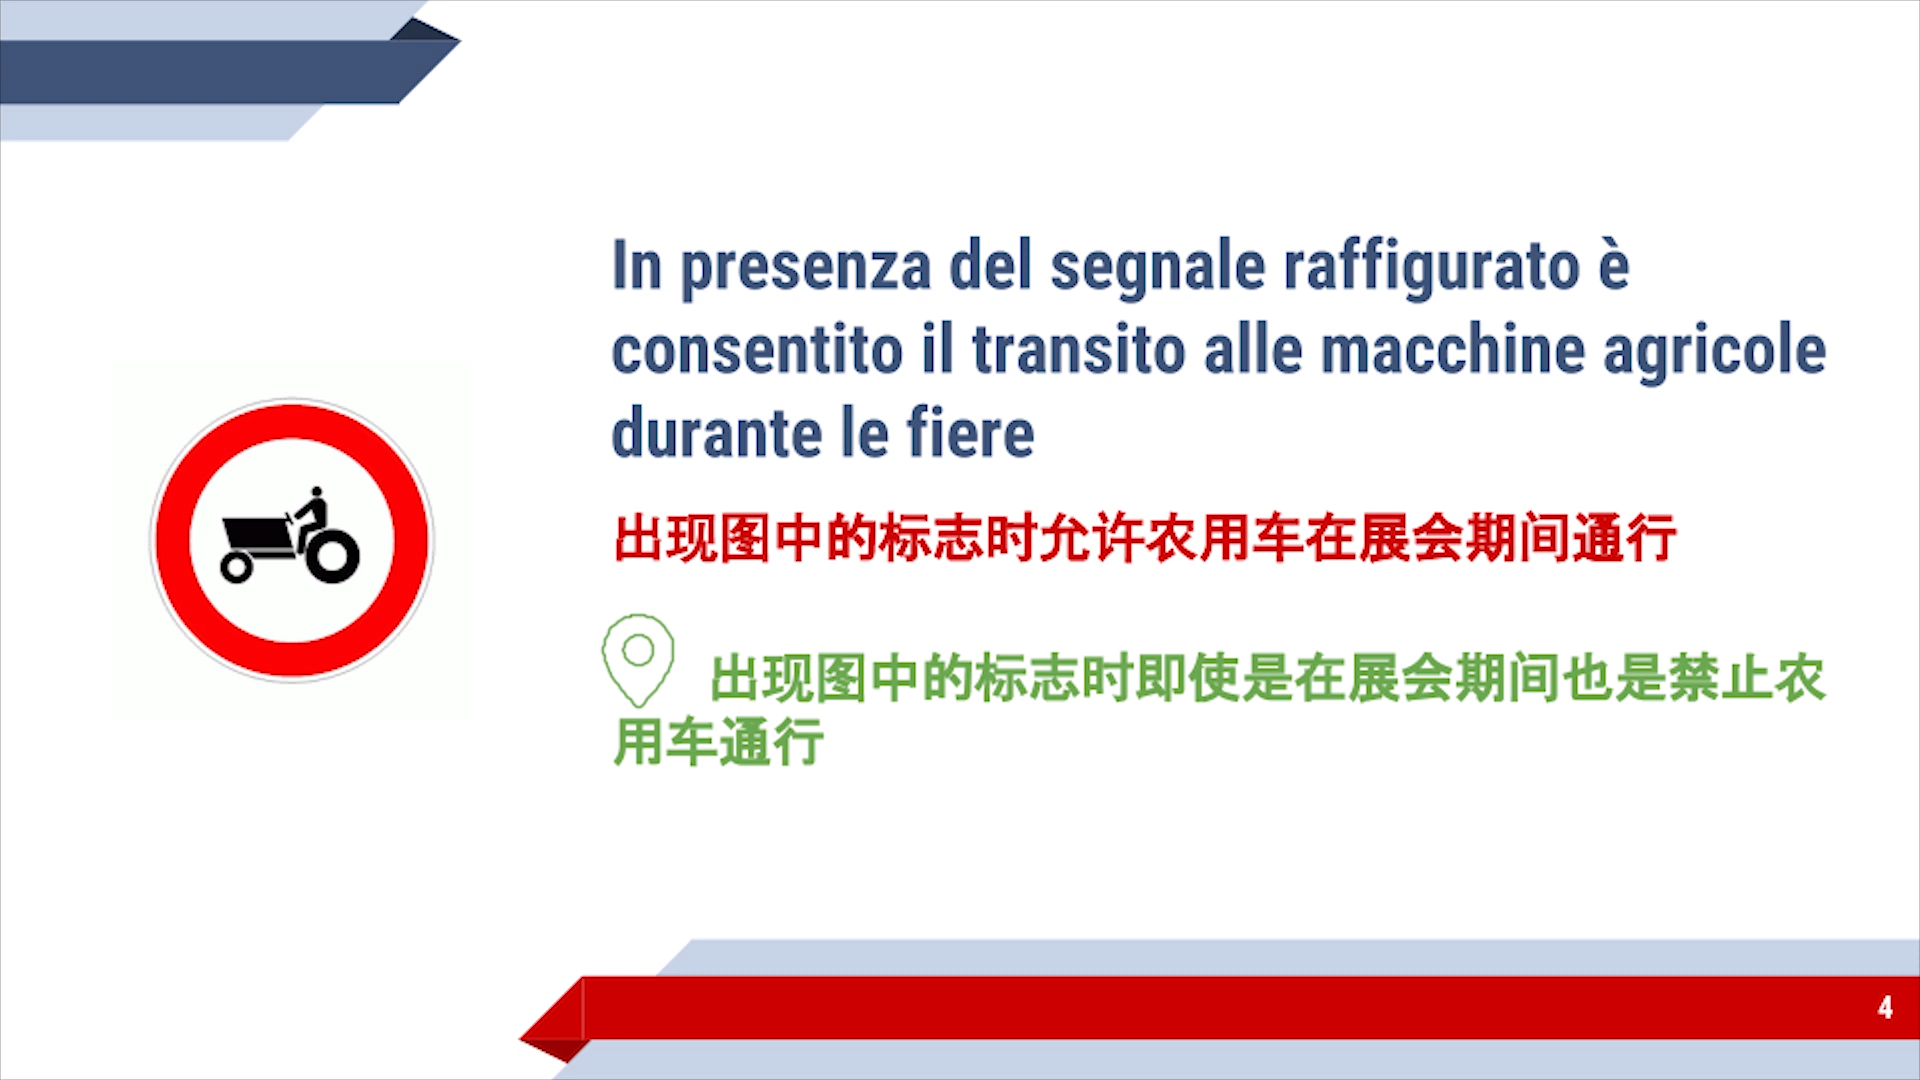 In presenza del segnale raffigurato è
consentito il transito alle macchine agricole
durante le fiere
出现图中的标志时允许农用车在展会期间通行
出现图中的标志时即使是在展会期间也是禁止农
用车通行
4